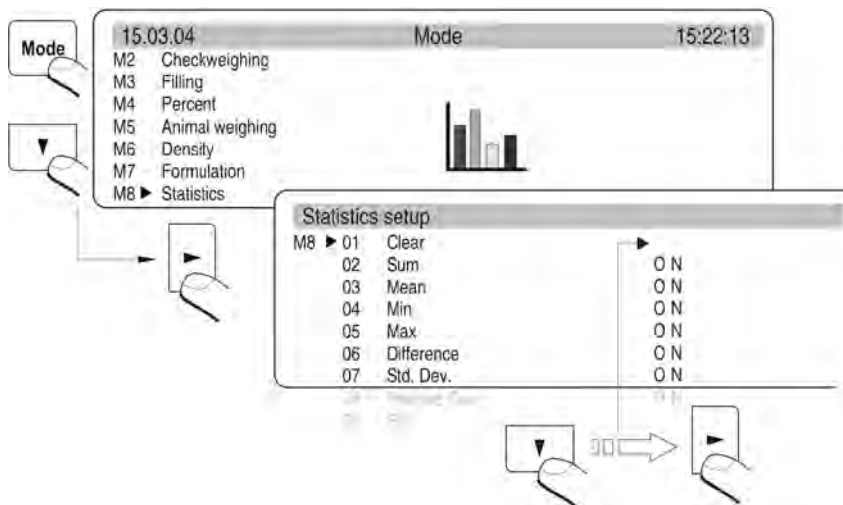 Mode
15.03.04 Mode 15:22:13
M2 Checkweighing
M3 Filling
M4 Percent
M5 Animal weighing
M6 Density
M7 Formulation
M8 ▶ Statistics
Statistics setup
M8 ▶ 01 Clear ▶
02 Sum O N
03 Mean O N
04 Min O N
05 Max O N
06 Difference O N
07 Std. Dev. O N